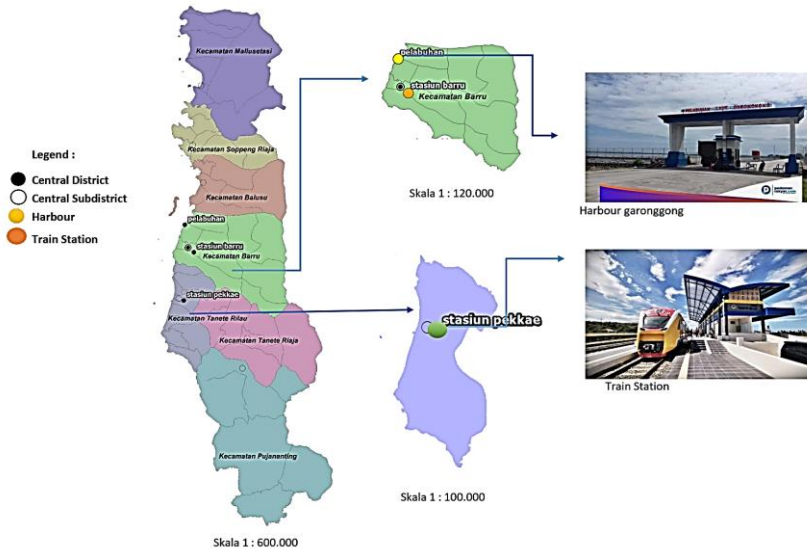 Kecamatan Mallusetasi
Kecamatan Soppeng Riaja
Kacamatan Balusu
pelabuhan
stasiun barru
Kecamatan Barru
stasiun pekkae
Kecamatan Tanete Rilau
Kecamatan Tanete Riaja
Kecamatan Pujananting
Skala 1 : 600.000
Legend :
Central District
Central Subdistrict
Harbour
Train Station
pelabuhan
stasiun barru
Kecamatan Barru
Skala 1 : 120.000
stasiun pekkae
Skala 1 : 100.000
Harbour garonggong
Train Station